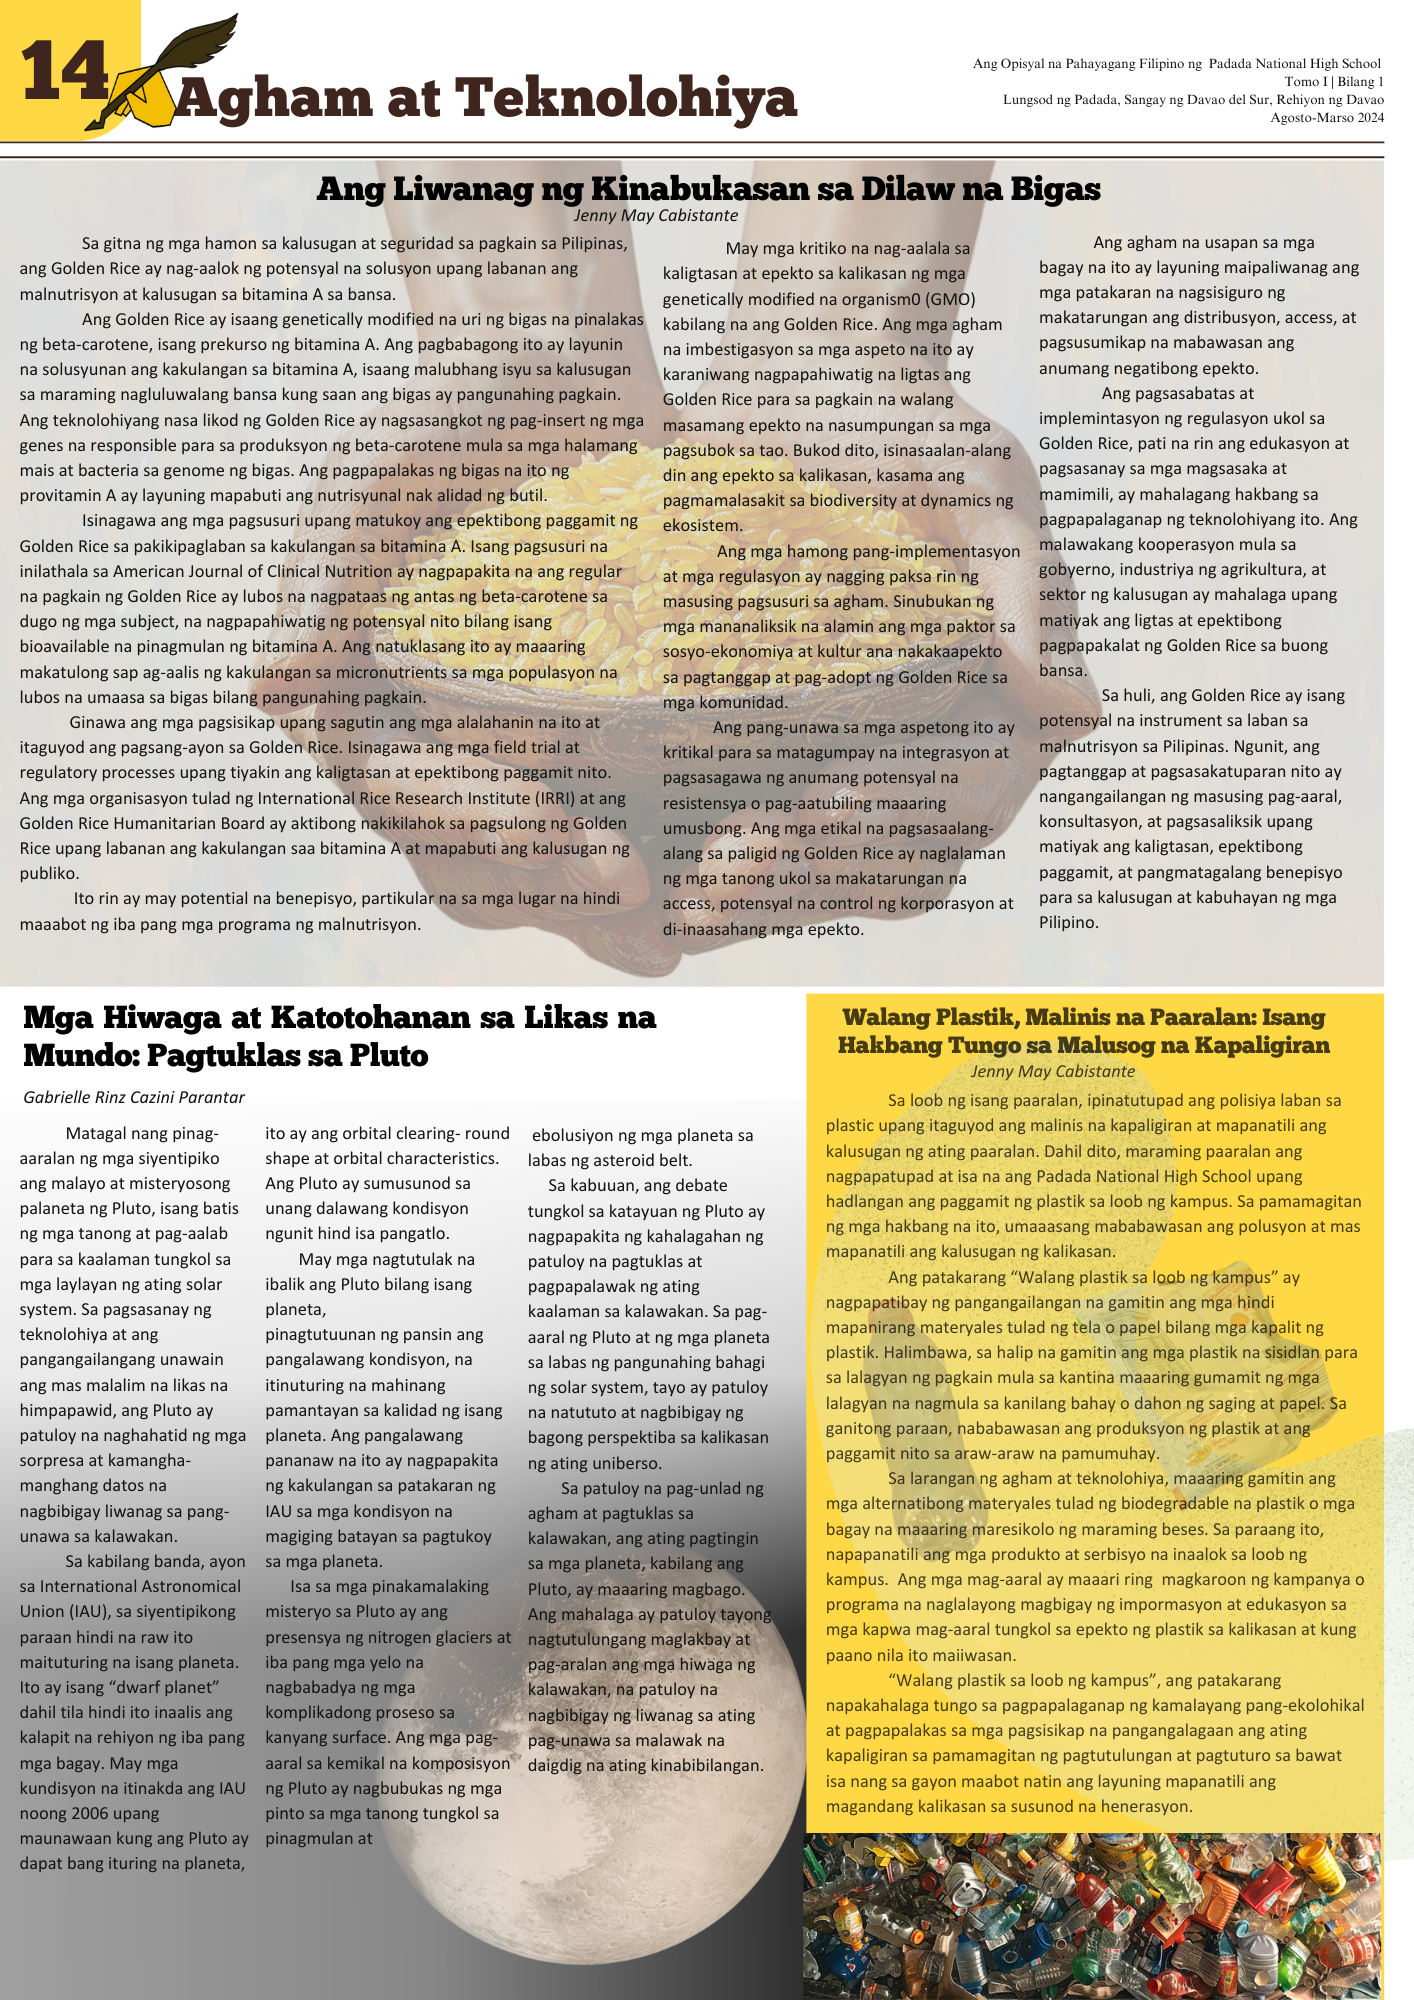 14
Agham at Teknolohiya
Ang Opisyal na Pahayagang Filipino ng Padada National High School
Tomo I | Bilang 1
Lungsod ng Padada, Sangay ng Davao del Sur, Rehiyon ng Davao
Agosto-Marso 2024
Ang Liwanag ng Kinabukasan sa Dilaw na Bigas
Jenny May Cabistante
Sa gitna ng mga hamon sa kalusugan at seguridad sa pagkain sa Pilipinas,
ang Golden Rice ay nag-aalok ng potensyal na solusyon upang labanan ang
malnutrisyon at kalusugan sa bitamina A sa bansa.
Ang Golden Rice ay isaang genetically modified na uri ng bigas na pinalakas
ng beta-carotene, isang prekurso ng bitamina A. Ang pagbabagong ito ay layunin
na solusyunan ang kakulangan sa bitamina A, isaang malubhang isyu sa kalusugan
sa maraming nagluluwalang bansa kung saan ang bigas ay pangunahing pagkain.
Ang teknolohiyang nasa likod ng Golden Rice ay nagsasangkot ng pag-insert ng mga
genes na responsible para sa produksyon ng beta-carotene mula sa mga halamang
mais at bacteria sa genome ng bigas. Ang pagpapalakas ng bigas na ito ng
provitamin A ay layuning mapabuti ang nutrisyunal nak alidad ng butil.
Isinagawa ang mga pagsusuri upang matukoy ang epektibong paggamit ng
Golden Rice sa pakikipaglaban sa kakulangan sa bitamina A. Isang pagsusuri na
inilathala sa American Journal of Clinical Nutrition ay nagpapakita na ang regular
na pagkain ng Golden Rice ay lubos na nagpataas ng antas ng beta-carotene sa
dugo ng mga subject, na nagpapahiwatig ng potensyal nito bilang isang
bioavailable na pinagmulan ng bitamina A. Ang natuklasang ito ay maaaring
makatulong sap ag-aalis ng kakulangan sa micronutrients sa mga populasyon na
lubos na umaasa sa bigas bilang pangunahing pagkain.
Ginawa ang mga pagsisikap upang sagutin ang mga alalahanin na ito at
itaguyod ang pagsang-ayon sa Golden Rice. Isinagawa ang mga field trial at
regulatory processes upang tiyakin ang kaligtasan at epektibong paggamit nito.
Ang mga organisasyon tulad ng International Rice Research Institute (IRRI) at ang
Golden Rice Humanitarian Board ay aktibong nakikilahok sa pagsulong ng Golden
Rice upang labanan ang kakulangan saa bitamina A at mapabuti ang kalusugan ng
publiko.
Ito rin ay may potential na benepisyo, partikular na sa mga lugar na hindi
maaabot ng iba pang mga programa ng malnutrisyon.
May mga kritiko na nag-aalala sa
kaligtasan at epekto sa kalikasan ng mga
genetically modified na organism0 (GMO)
kabilang na ang Golden Rice. Ang mga agham
na imbestigasyon sa mga aspeto na ito ay
karaniwang nagpapahiwatig na ligtas ang
Golden Rice para sa pagkain na walang
masamang epekto na nasumpungan sa mga
pagsubok sa tao. Bukod dito, isinasaalan-alang
din ang epekto sa kalikasan, kasama ang
pagmamalasakit sa biodiversity at dynamics ng
ekosistem.
Ang mga hamong pang-implementasyon
at mga regulasyon ay nagging paksa rin ng
masusing pagsusuri sa agham. Sinubukan ng
mga mananaliksik na alamin ang mga paktor sa
sosyo-ekonomiya at kultur ana nakakaapekto
sa pagtanggap at pag-adopt ng Golden Rice sa
mga komunidad.
Ang pang-unawa sa mga aspetong ito ay
kritikal para sa matagumpay na integrasyon at
pagsasagawa ng anumang potensyal na
resistensya o pag-aatubiling maaaring
umusbong. Ang mga etikal na pagsasaalang-
alang sa paligid ng Golden Rice ay naglalaman
ng mga tanong ukol sa makatarungan na
access, potensyal na control ng korporasyon at
di-inaasahang mga epekto.
Ang agham na usapan sa mga
bagay na ito ay layuning maipaliwanag ang
mga patakaran na nagsisiguro ng
makatarungan ang distribusyon, access, at
pagsusumikap na mabawasan ang
anumang negatibong epekto.
Ang pagsasabatas at
implemintasyon ng regulasyon ukol sa
Golden Rice, pati na rin ang edukasyon at
pagsasanay sa mga magsasaka at
mamimili, ay mahalagang hakbang sa
pagpapalaganap ng teknolohiyang ito. Ang
malawakang kooperasyon mula sa
gobyerno, industriya ng agrikultura, at
sektor ng kalusugan ay mahalaga upang
matiyak ang ligtas at epektibong
pagpapakalat ng Golden Rice sa buong
bansa.
Sa huli, ang Golden Rice ay isang
potensyal na instrument sa laban sa
malnutrisyon sa Pilipinas. Ngunit, ang
pagtanggap at pagsasakatuparan nito ay
nangangailangan ng masusing pag-aaral,
konsultasyon, at pagsasaliksik upang
matiyak ang kaligtasan, epektibong
paggamit, at pangmatagalang benepisyo
para sa kalusugan at kabuhayan ng mga
Pilipino.
Mga Hiwaga at Katotohanan sa Likas na
Mundo: Pagtuklas sa Pluto
Gabrielle Rinz Cazini Parantar
Matagal nang pinag-
aaralan ng mga siyentipiko
ang malayo at misteryosong
palaneta ng Pluto, isang batis
ng mga tanong at pag-aalab
para sa kaalaman tungkol sa
mga laylayan ng ating solar
system. Sa pagsasanay ng
teknolohiya at ang
pangangailangang unawain
ang mas malalim na likas na
himpapawid, ang Pluto ay
patuloy na naghahatid ng mga
sorpresa at kamangha-
manghang datos na
nagbibigay liwanag sa pang-
unawa sa kalawakan.
Sa kabilang banda, ayon
sa International Astronomical
Union (IAU), sa siyentipikong
paraan hindi na raw ito
maituturing na isang planeta.
Ito ay isang “dwarf planet”
dahil tila hindi ito inaalis ang
kalapit na rehiyon ng iba pang
mga bagay. May mga
kundisyon na itinakda ang IAU
noong 2006 upang
maunawaan kung ang Pluto ay
dapat bang ituring na planeta,
ito ay ang orbital clearing- round
shape at orbital characteristics.
Ang Pluto ay sumusunod sa
unang dalawang kondisyon
ngunit hind isa pangatlo.
May mga nagtutulak na
ibalik ang Pluto bilang isang
planeta,
pinagtutuunan ng pansin ang
pangalawang kondisyon, na
itinuturing na mahinang
pamantayan sa kalidad ng isang
planeta. Ang pangalawang
pananaw na ito ay nagpapakita
ng kakulangan sa patakaran ng
IAU sa mga kondisyon na
magiging batayan sa pagtukoy
sa mga planeta.
Isa sa mga pinakamalaking
misteryo sa Pluto ay ang
presensya ng nitrogen glaciers at
iba pang mga yelo na
nagbabadya ng mga
komplikadong proseso sa
kanyang surface. Ang mga pag-
aaral sa kemikal na komposisyon
ng Pluto ay nagbubukas ng mga
pinto sa mga tanong tungkol sa
pinagmulan at
ebolusiyon ng mga planeta sa
labas ng asteroid belt.
Sa kabuuan, ang debate
tungkol sa katayuan ng Pluto ay
nagpapakita ng kahalagahan ng
patuloy na pagtuklas at
pagpapalawak ng ating
kaalaman sa kalawakan. Sa pag-
aaral ng Pluto at ng mga planeta
sa labas ng pangunahing bahagi
ng solar system, tayo ay patuloy
na natututo at nagbibigay ng
bagong perspektiba sa kalikasan
ng ating uniberso.
Sa patuloy na pag-unlad ng
agham at pagtuklas sa
kalawakan, ang ating pagtingin
sa mga planeta, kabilang ang
Pluto, ay maaaring magbago.
Ang mahalaga ay patuloy tayong
nagtutulungang maglakbay at
pag-aralan ang mga hiwaga ng
kalawakan, na patuloy na
nagbibigay ng liwanag sa ating
pag-unawa sa malawak na
daigdig na ating kinabibilangan.
Walang Plastik, Malinis na Paaralan: Isang
Hakbang Tungo sa Malusog na Kapaligiran
Jenny May Cabistante
Sa loob ng isang paaralan, ipinatutupad ang polisiya laban sa
plastic upang itaguyod ang malinis na kapaligiran at mapanatili ang
kalusugan ng ating paaralan. Dahil dito, maraming paaralan ang
nagpapatupad at isa na ang Padada National High School upang
hadlangan ang paggamit ng plastik sa loob ng kampus. Sa pamamagitan
ng mga hakbang na ito, umaaasang mababawasan ang polusyon at mas
mapanatili ang kalusugan ng kalikasan.
Ang patakarang “Walang plastik sa loob ng kampus” ay
nagpapatibay ng pangangailangan na gamitin ang mga hindi
mapanirang materyales tulad ng tela o papel bilang mga kapalit ng
plastik. Halimbawa, sa halip na gamitin ang mga plastik na sisidlan para
sa lalagyan ng pagkain mula sa kantina maaaring gumamit ng mga
lalagyan na nagmula sa kanilang bahay o dahon ng saging at papel. Sa
ganitong paraan, nababawasan ang produksyon ng plastik at ang
paggamit nito sa araw-araw na pamumuhay.
Sa larangan ng agham at teknolohiya, maaaring gamitin ang
mga alternatibong materyales tulad ng biodegradable na plastik o mga
bagay na maaaring maresikolo ng maraming beses. Sa paraang ito,
napapanatili ang mga produkto at serbisyo na inaalok sa loob ng
kampus. Ang mga mag-aaral ay maaari ring magkaroon ng kampanya o
programa na naglalayong magbigay ng impormasyon at edukasyon sa
mga kapwa mag-aaral tungkol sa epekto ng plastik sa kalikasan at kung
paano nila ito maiiwasan.
“Walang plastik sa loob ng kampus”, ang patakarang
napakahalaga tungo sa pagpapalaganap ng kamalayang pang-ekolohikal
at pagpapalakas sa mga pagsisikap na pangangalagaan ang ating
kapaligiran sa pamamagitan ng pagtutulungan at pagtuturo sa bawat
isa nang sa gayon maabot natin ang layuning mapanatili ang
magandang kalikasan sa susunod na henerasyon.